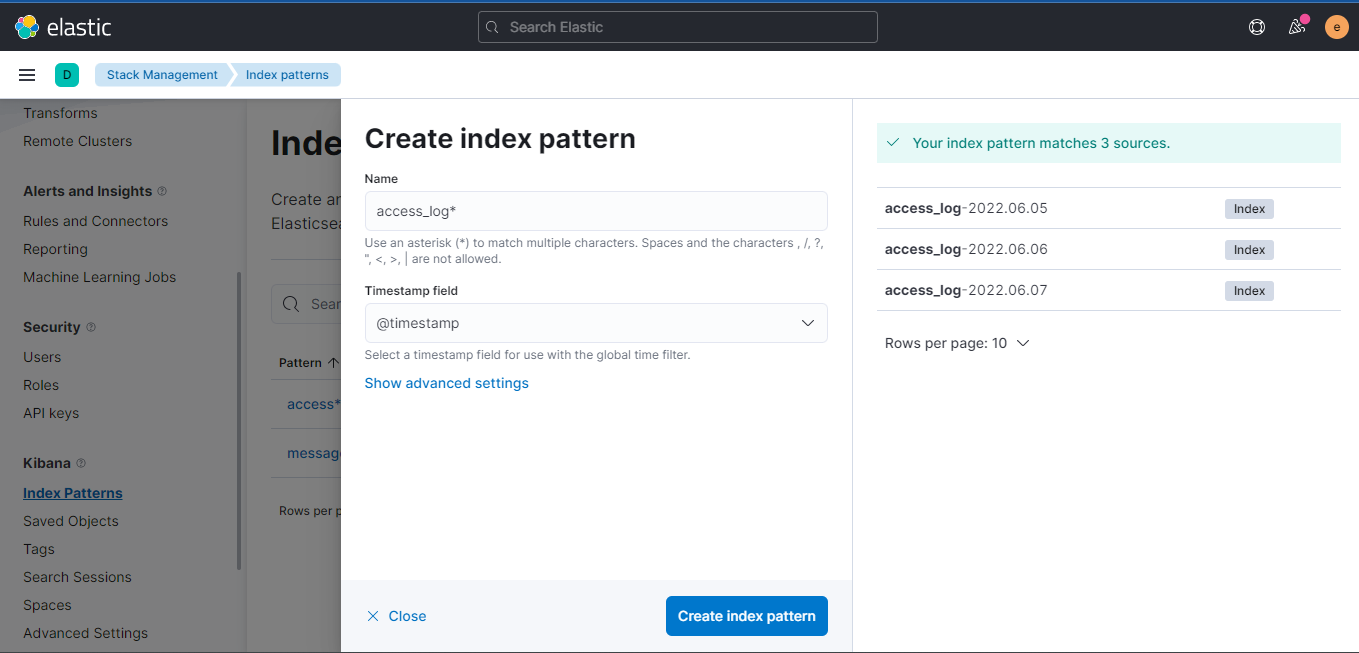 elastic
Search Elastic
e
D
Stack Management
Index patterns
Transforms
Remote Clusters
Alerts and Insights
Rules and Connectors
Reporting
Machine Learning Jobs
Security
Users
Roles
API keys
Kibana
Index Patterns
Saved Objects
Tags
Search Sessions
Spaces
Advanced Settings
Inde
Create an
Elasticsea
Sear
Pattern
access*
message
Rows per p
Create index pattern
Name
access_log*
Use an asterisk (*) to match multiple characters. Spaces and the characters , /, ?,
", <, >, | are not allowed.
Timestamp field
@timestamp
Select a timestamp field for use with the global time filter.
Show advanced settings
Close
Create index pattern
Your index pattern matches 3 sources.
access_log-2022.06.05 Index
access_log-2022.06.06 Index
access_log-2022.06.07 Index
Rows per page: 10